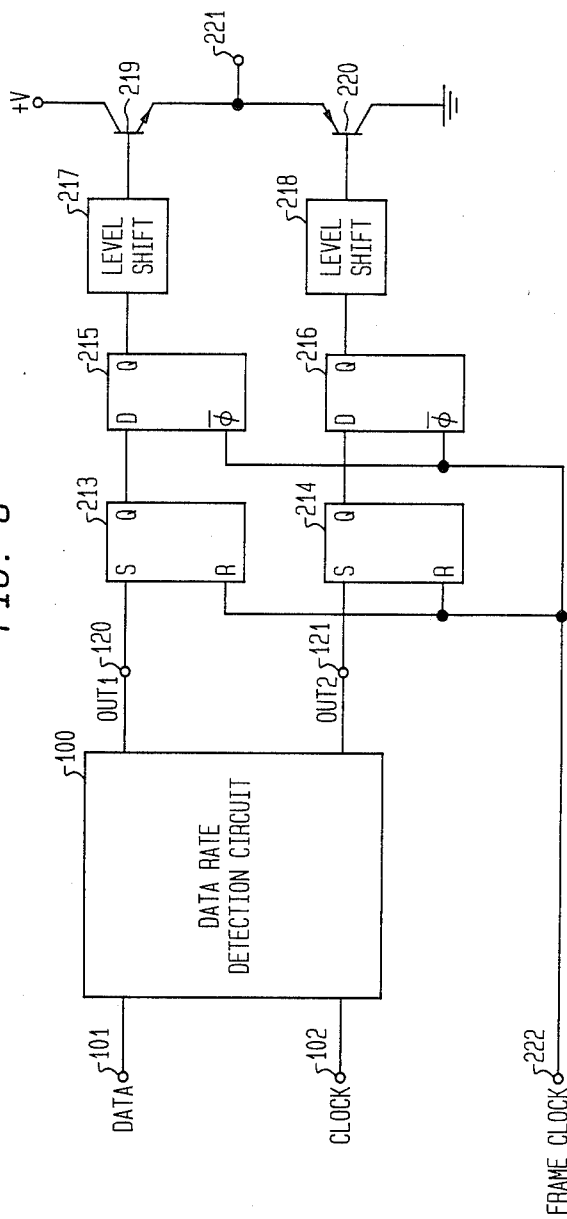 FIG.
+V
219
221
220
217
LEVEL
SHIFT
218
LEVEL
SHIFT
215
D Q
φ̅
216
D Q
φ̅
213
S Q
R
214
S Q
R
OUT1 120
OUT2 121
100
DATA RATE
DETECTION CIRCUIT
DATA 101
CLOCK 102
FRAME CLOCK 222